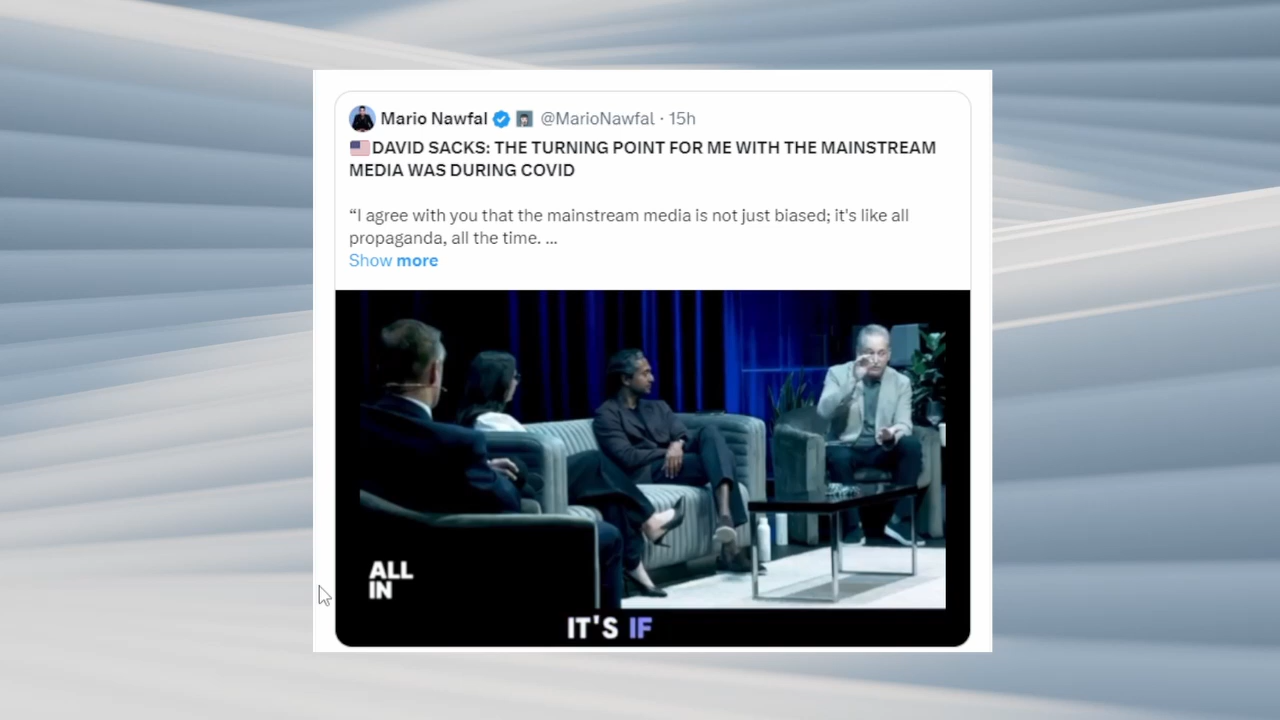 Mario Nawfal @MarioNawfal · 15h
🇺🇸DAVID SACKS: THE TURNING POINT FOR ME WITH THE MAINSTREAM
MEDIA WAS DURING COVID
“I agree with you that the mainstream media is not just biased; it's like all
propaganda, all the time. ...
Show more
ALL
IN
IT'S IF